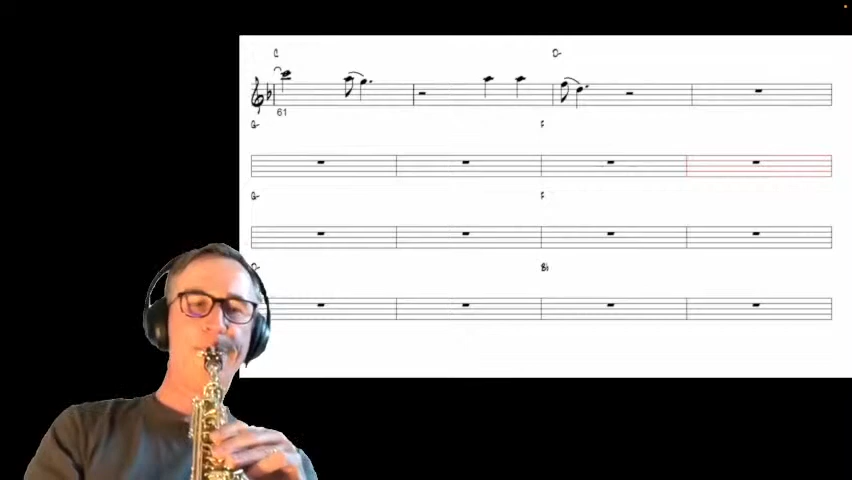 C D-
61
G- F
G- F
B♭